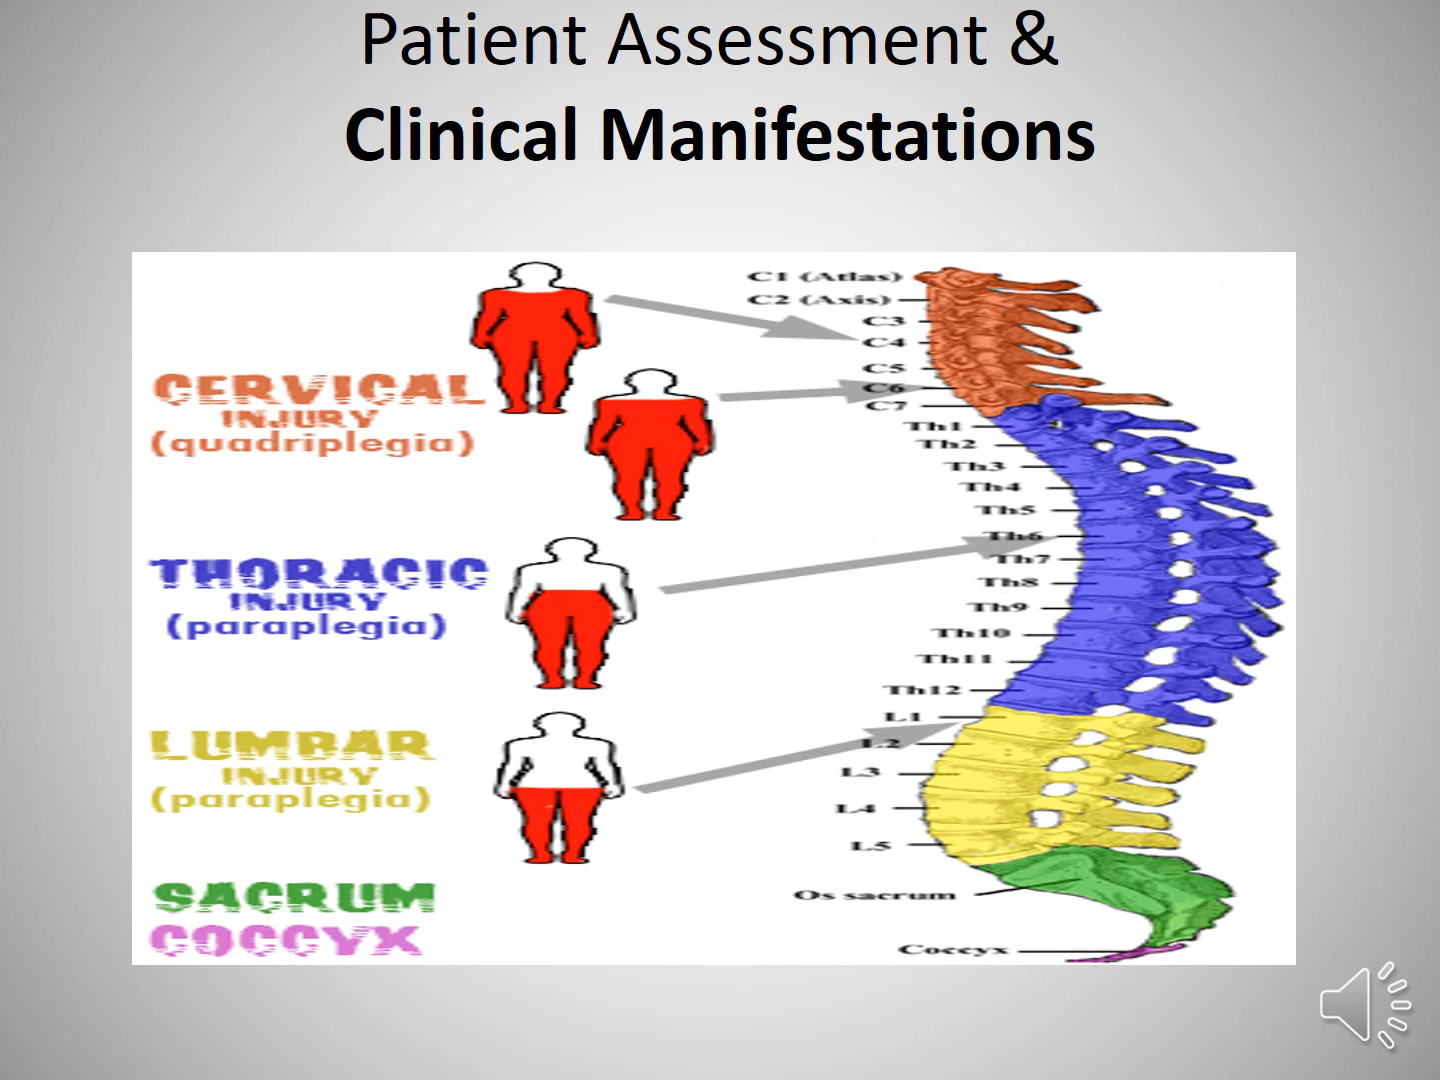 Patient Assessment &
Clinical Manifestations
CERVICAL
INJURY
(quadriplegia)
THORACIC
INJURY
(paraplegia)
LUMBAR
INJURY
(paraplegia)
SACRUM
COCCYX
C1 (Atlas)
C2 (Axis)
C3
C4
C5
C6
C7
Th1
Th2
Th3
Th4
Th5
Th6
Th7
Th8
Th9
Th10
Th11
Th12
L1
L2
L3
L4
L5
Os sacrum
Coccyx